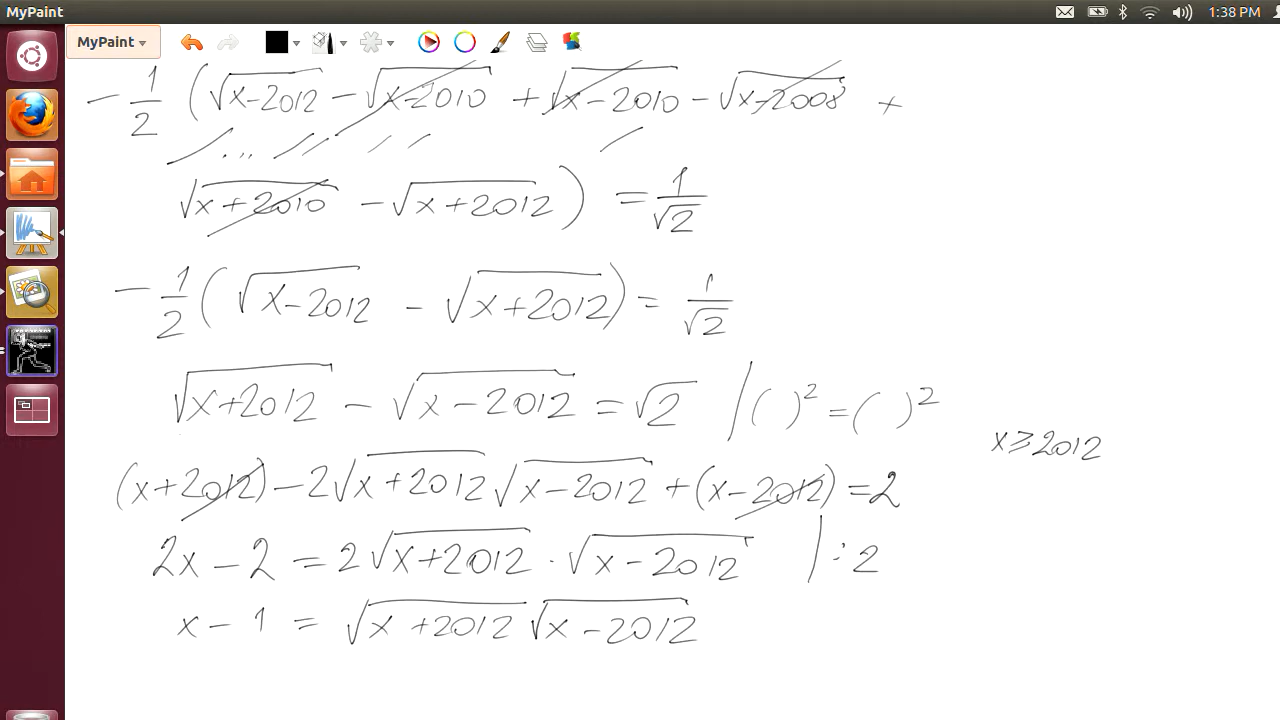 MyPaint
1:38 PM
MyPaint
− 1/2 (√x−2012 − √x−2010 + √x−2010 − √x−2008 +
...
√x+2010 − √x+2012) = 1/√2
− 1/2 (√x−2012 − √x+2012) = 1/√2
√x+2012 − √x−2012 = √2 /( )² = ( )²
x≥2012
(x+2012) − 2√x+2012 √x−2012 + (x−2012) = 2
2x − 2 = 2√x+2012 · √x−2012 | : 2
x − 1 = √x+2012 √x−2012